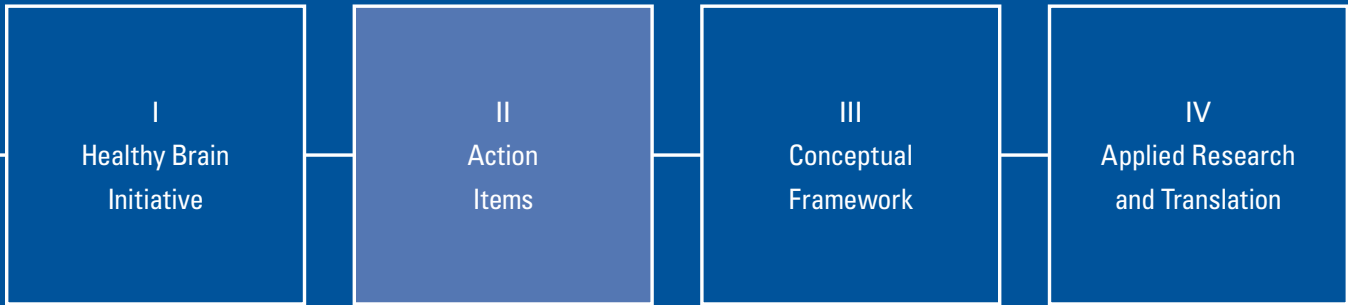 I
Healthy Brain
Initiative
II
Action
Items
III
Conceptual
Framework
IV
Applied Research
and Translation